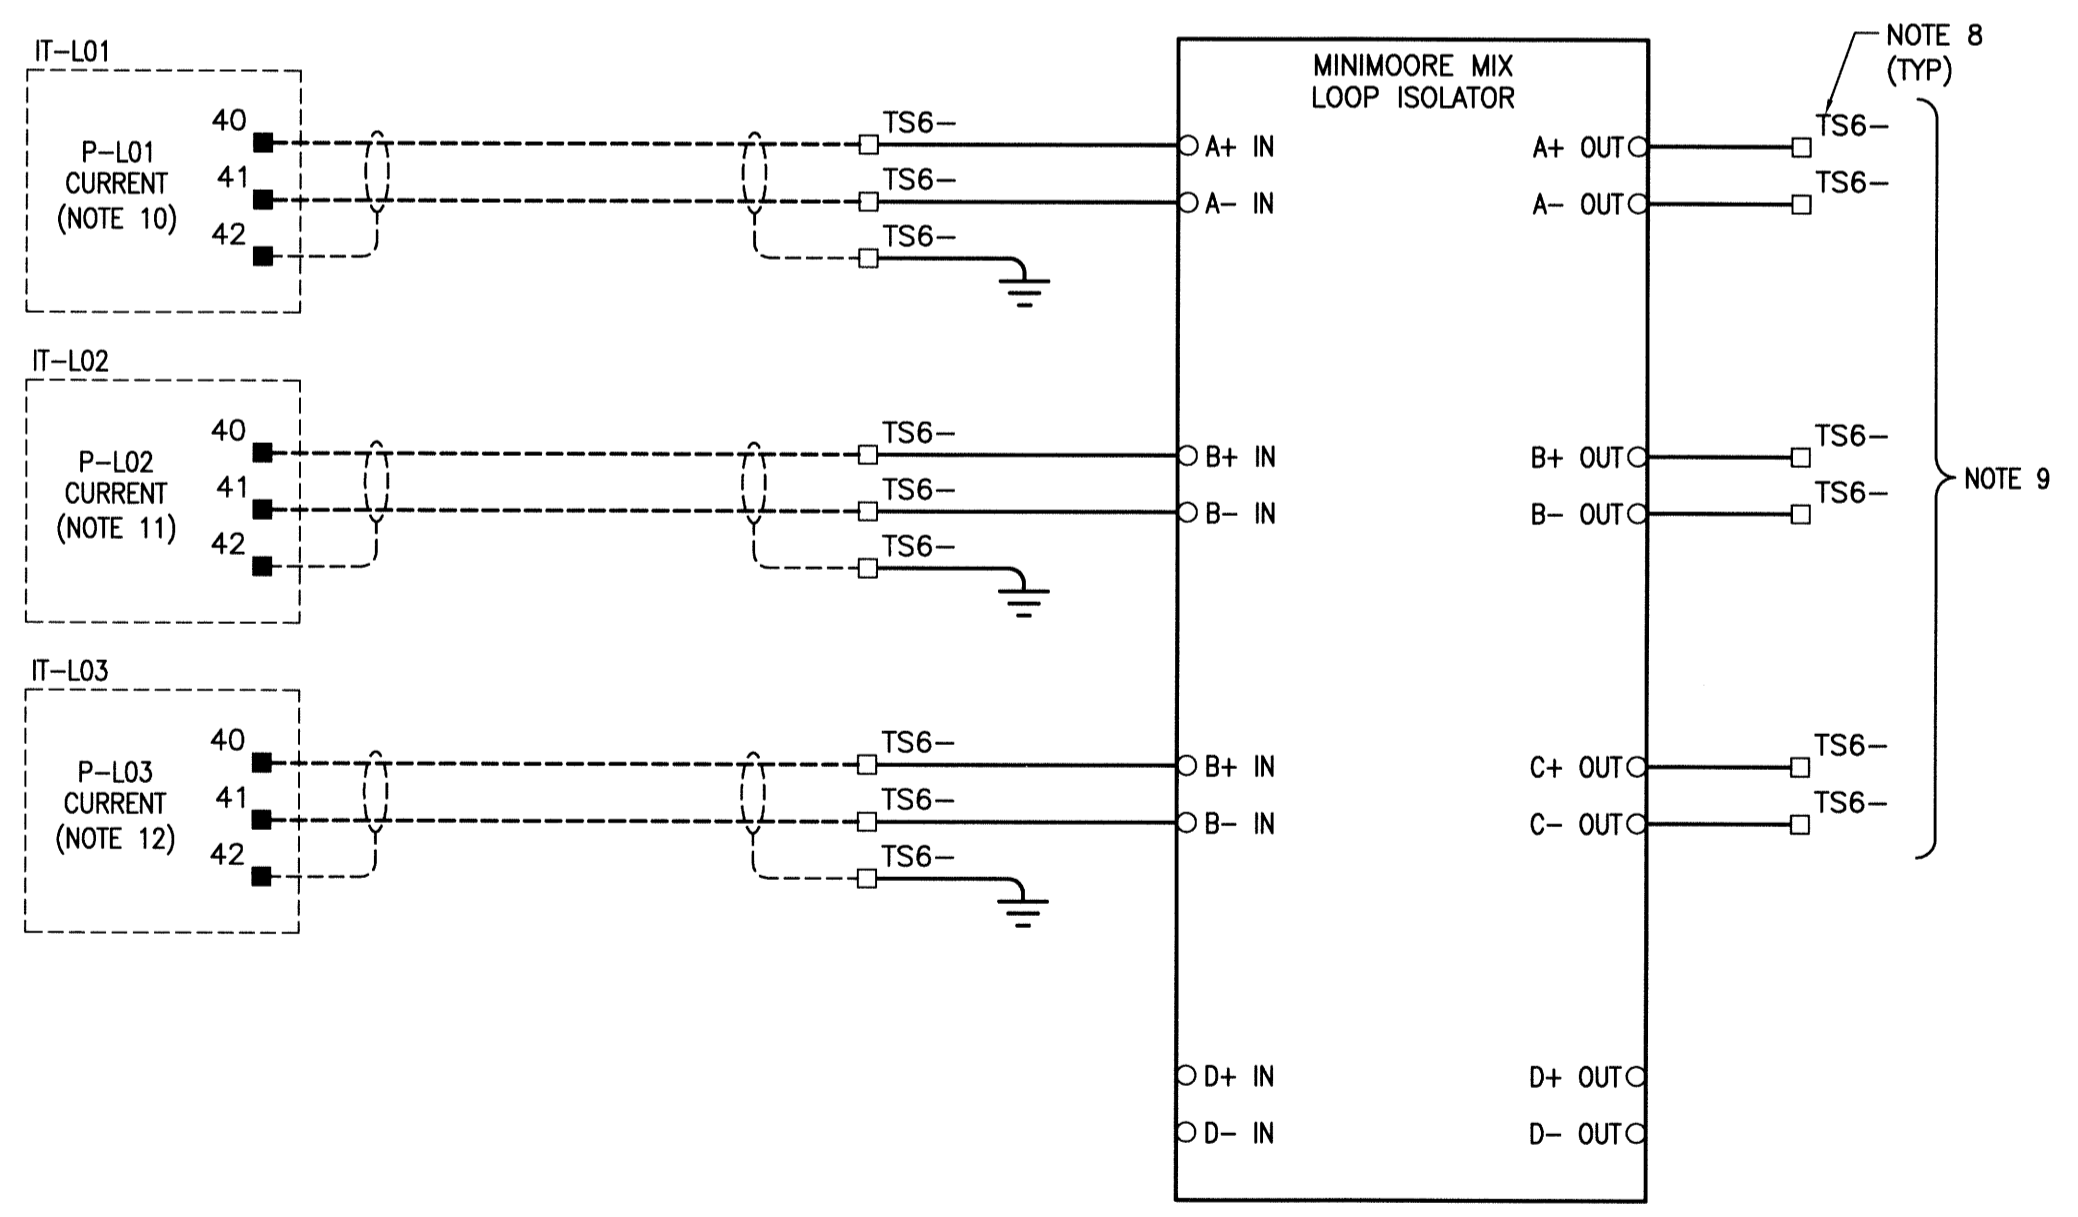 IT-L01
P-L01
CURRENT
(NOTE 10)
40
41
42
TS6-
TS6-
TS6-
IT-L02
P-L02
CURRENT
(NOTE 11)
40
41
42
TS6-
TS6-
TS6-
IT-L03
P-L03
CURRENT
(NOTE 12)
40
41
42
TS6-
TS6-
TS6-
MINIMOORE MIX
LOOP ISOLATOR
A+ IN
A- IN
B+ IN
B- IN
B+ IN
B- IN
D+ IN
D- IN
A+ OUT
A- OUT
B+ OUT
B- OUT
C+ OUT
C- OUT
D+ OUT
D- OUT
NOTE 8
(TYP)
TS6-
TS6-
TS6-
TS6-
TS6-
TS6-
NOTE 9